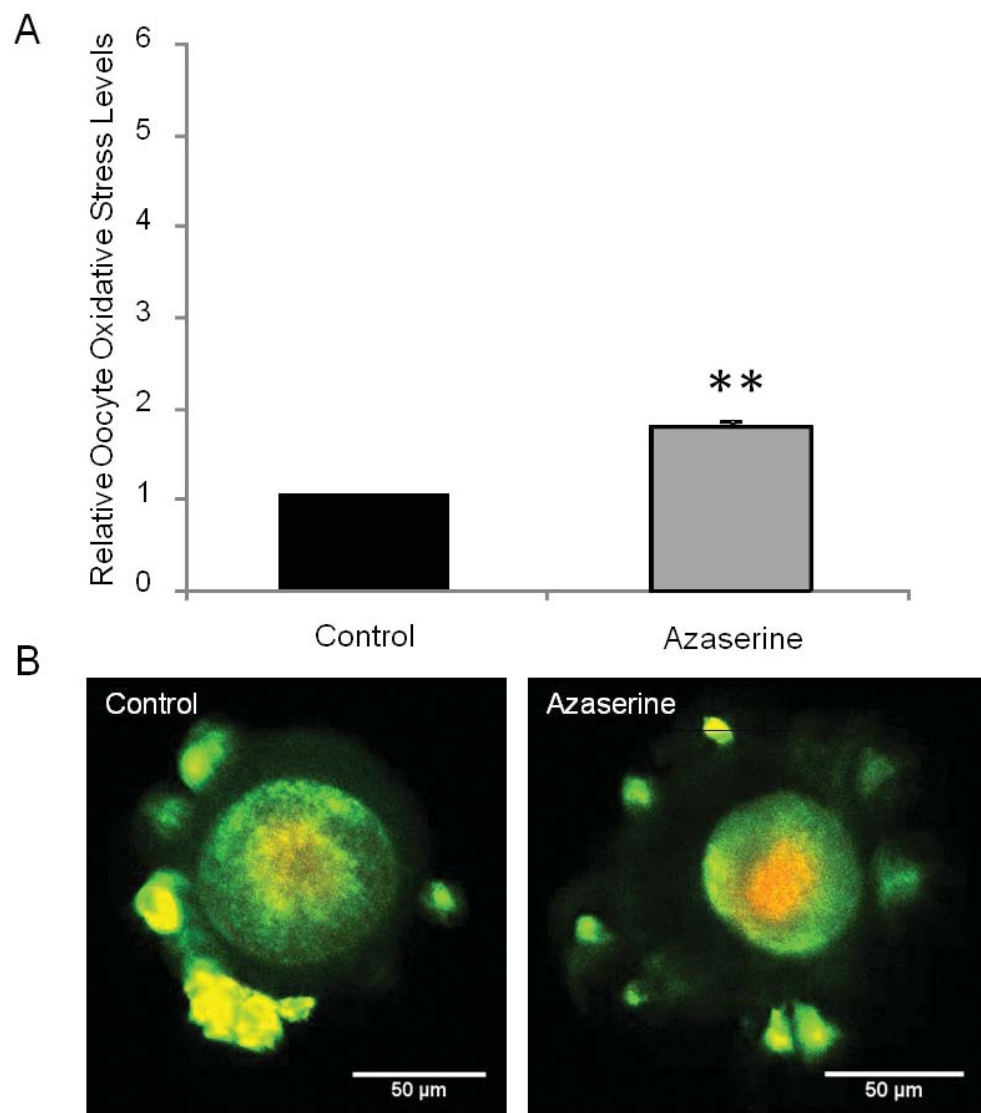 A
Relative Oocyte Oxidative Stress Levels
6
5
4
3
2
1
0
**
Control
Azaserine
B
Control
Azaserine
50 µm
50 µm